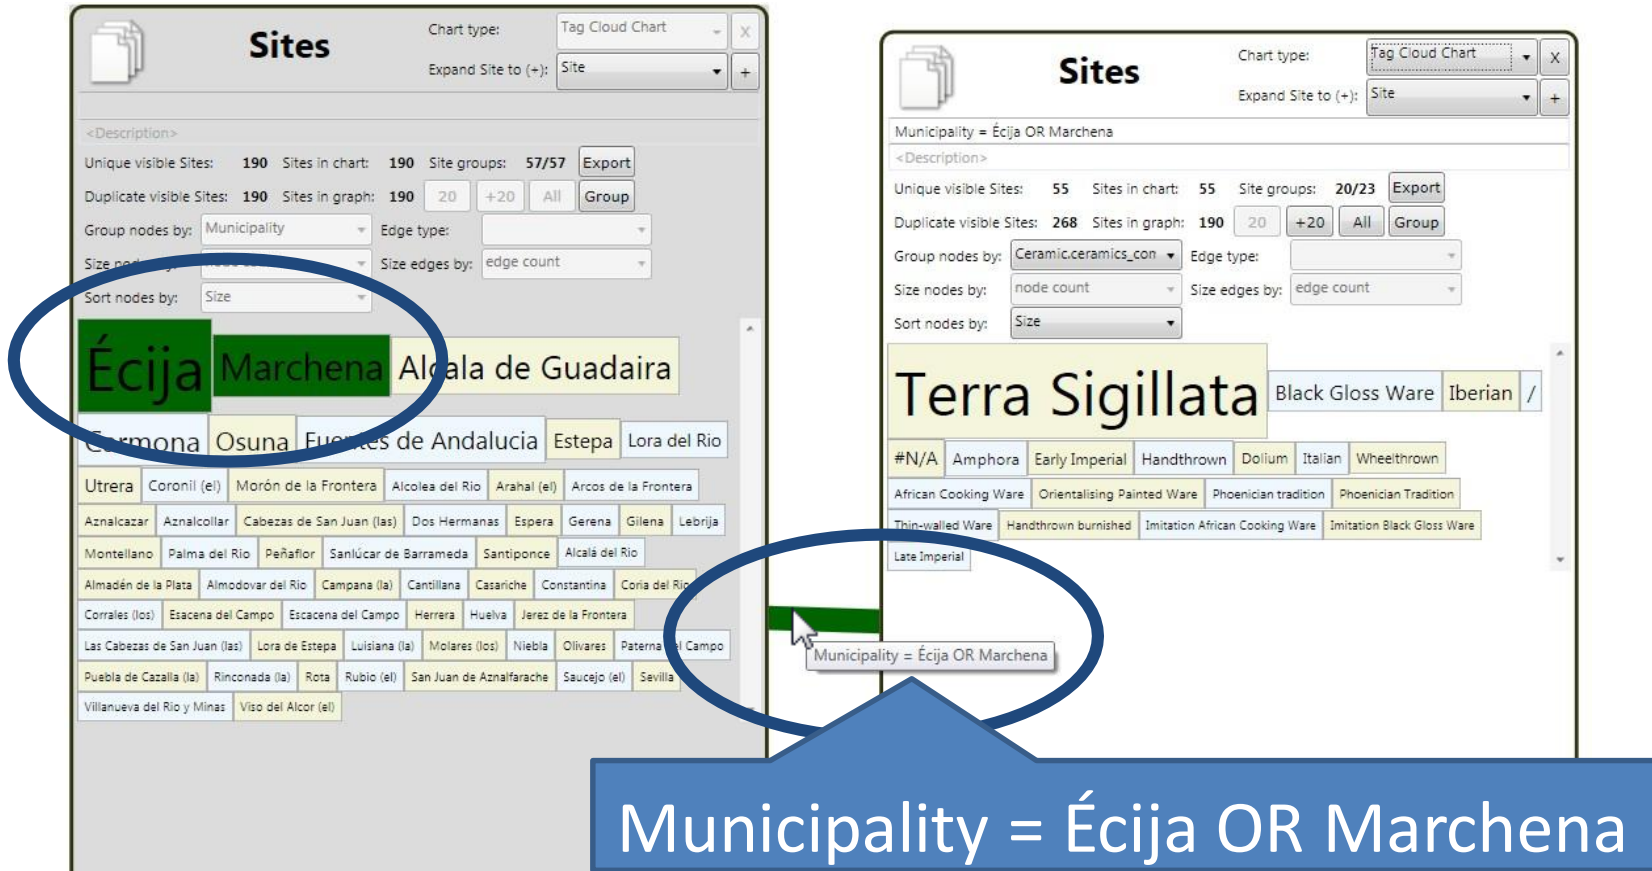 Sites
Chart type: Tag Cloud Chart X
Expand Site to (+): Site +
<Description>
Unique visible Sites: 190 Sites in chart: 190 Site groups: 57/57 Export
Duplicate visible Sites: 190 Sites in graph: 190 20 +20 All Group
Group nodes by: Municipality Edge type:
Size edges by: edge count
Sort nodes by: Size
Écija Marchena Alcala de Guadaira
Carmona Osuna Fuentes de Andalucia Estepa Lora del Rio
Utrera Coronil (el) Morón de la Frontera Alcolea del Rio Arahal (el) Arcos de la Frontera
Aznalcazar Aznalcollar Cabezas de San Juan (las) Dos Hermanas Espera Gerena Gilena Lebrija
Montellano Palma del Rio Peñaflor Sanlúcar de Barrameda Santiponce Alcalá del Rio
Almadén de la Plata Almodovar del Rio Campana (la) Cantillana Casariche Constantina Coria del Rio
Corrales (los) Esacena del Campo Escacena del Campo Herrera Huelva Jerez de la Frontera
Las Cabezas de San Juan (las) Lora de Estepa Luisiana (la) Molares (los) Niebla Olivares Paterna del Campo
Puebla de Cazalla (la) Rinconada (la) Rota Rubio (el) San Juan de Aznalfarache Saucejo (el) Sevilla
Villanueva del Rio y Minas Viso del Alcor (el)
Sites
Chart type: Tag Cloud Chart X
Expand Site to (+): Site +
Municipality = Écija OR Marchena
<Description>
Unique visible Sites: 55 Sites in chart: 55 Site groups: 20/23 Export
Duplicate visible Sites: 268 Sites in graph: 190 20 +20 All Group
Group nodes by: Ceramic.ceramics_con Edge type:
Size nodes by: node count Size edges by: edge count
Sort nodes by: Size
Terra Sigillata Black Gloss Ware Iberian /
#N/A Amphora Early Imperial Handthrown Dolium Italian Wheelthrown
African Cooking Ware Orientalising Painted Ware Phoenician tradition Phoenician Tradition
Thin-walled Ware Handthrown burnished Imitation African Cooking Ware Imitation Black Gloss Ware
Late Imperial
Municipality = Écija OR Marchena
Municipality = Écija OR Marchena